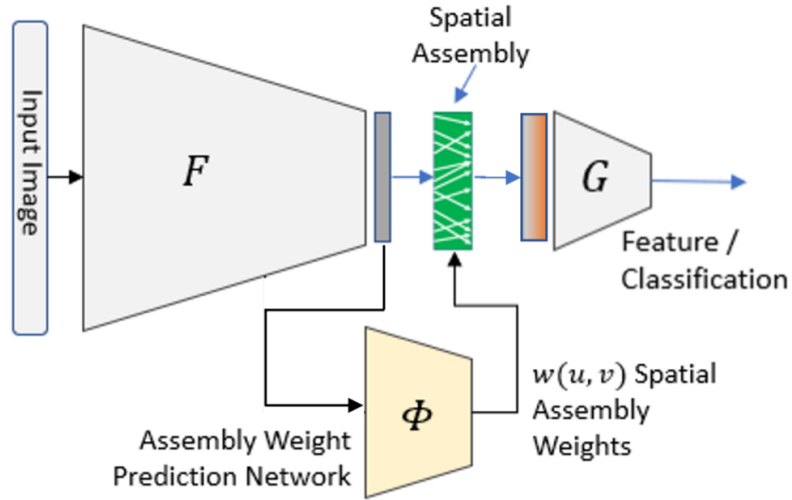 Spatial
Assembly
Input Image
F
G
Feature /
Classification
Φ
w(u, v) Spatial
Assembly
Weights
Assembly Weight
Prediction Network